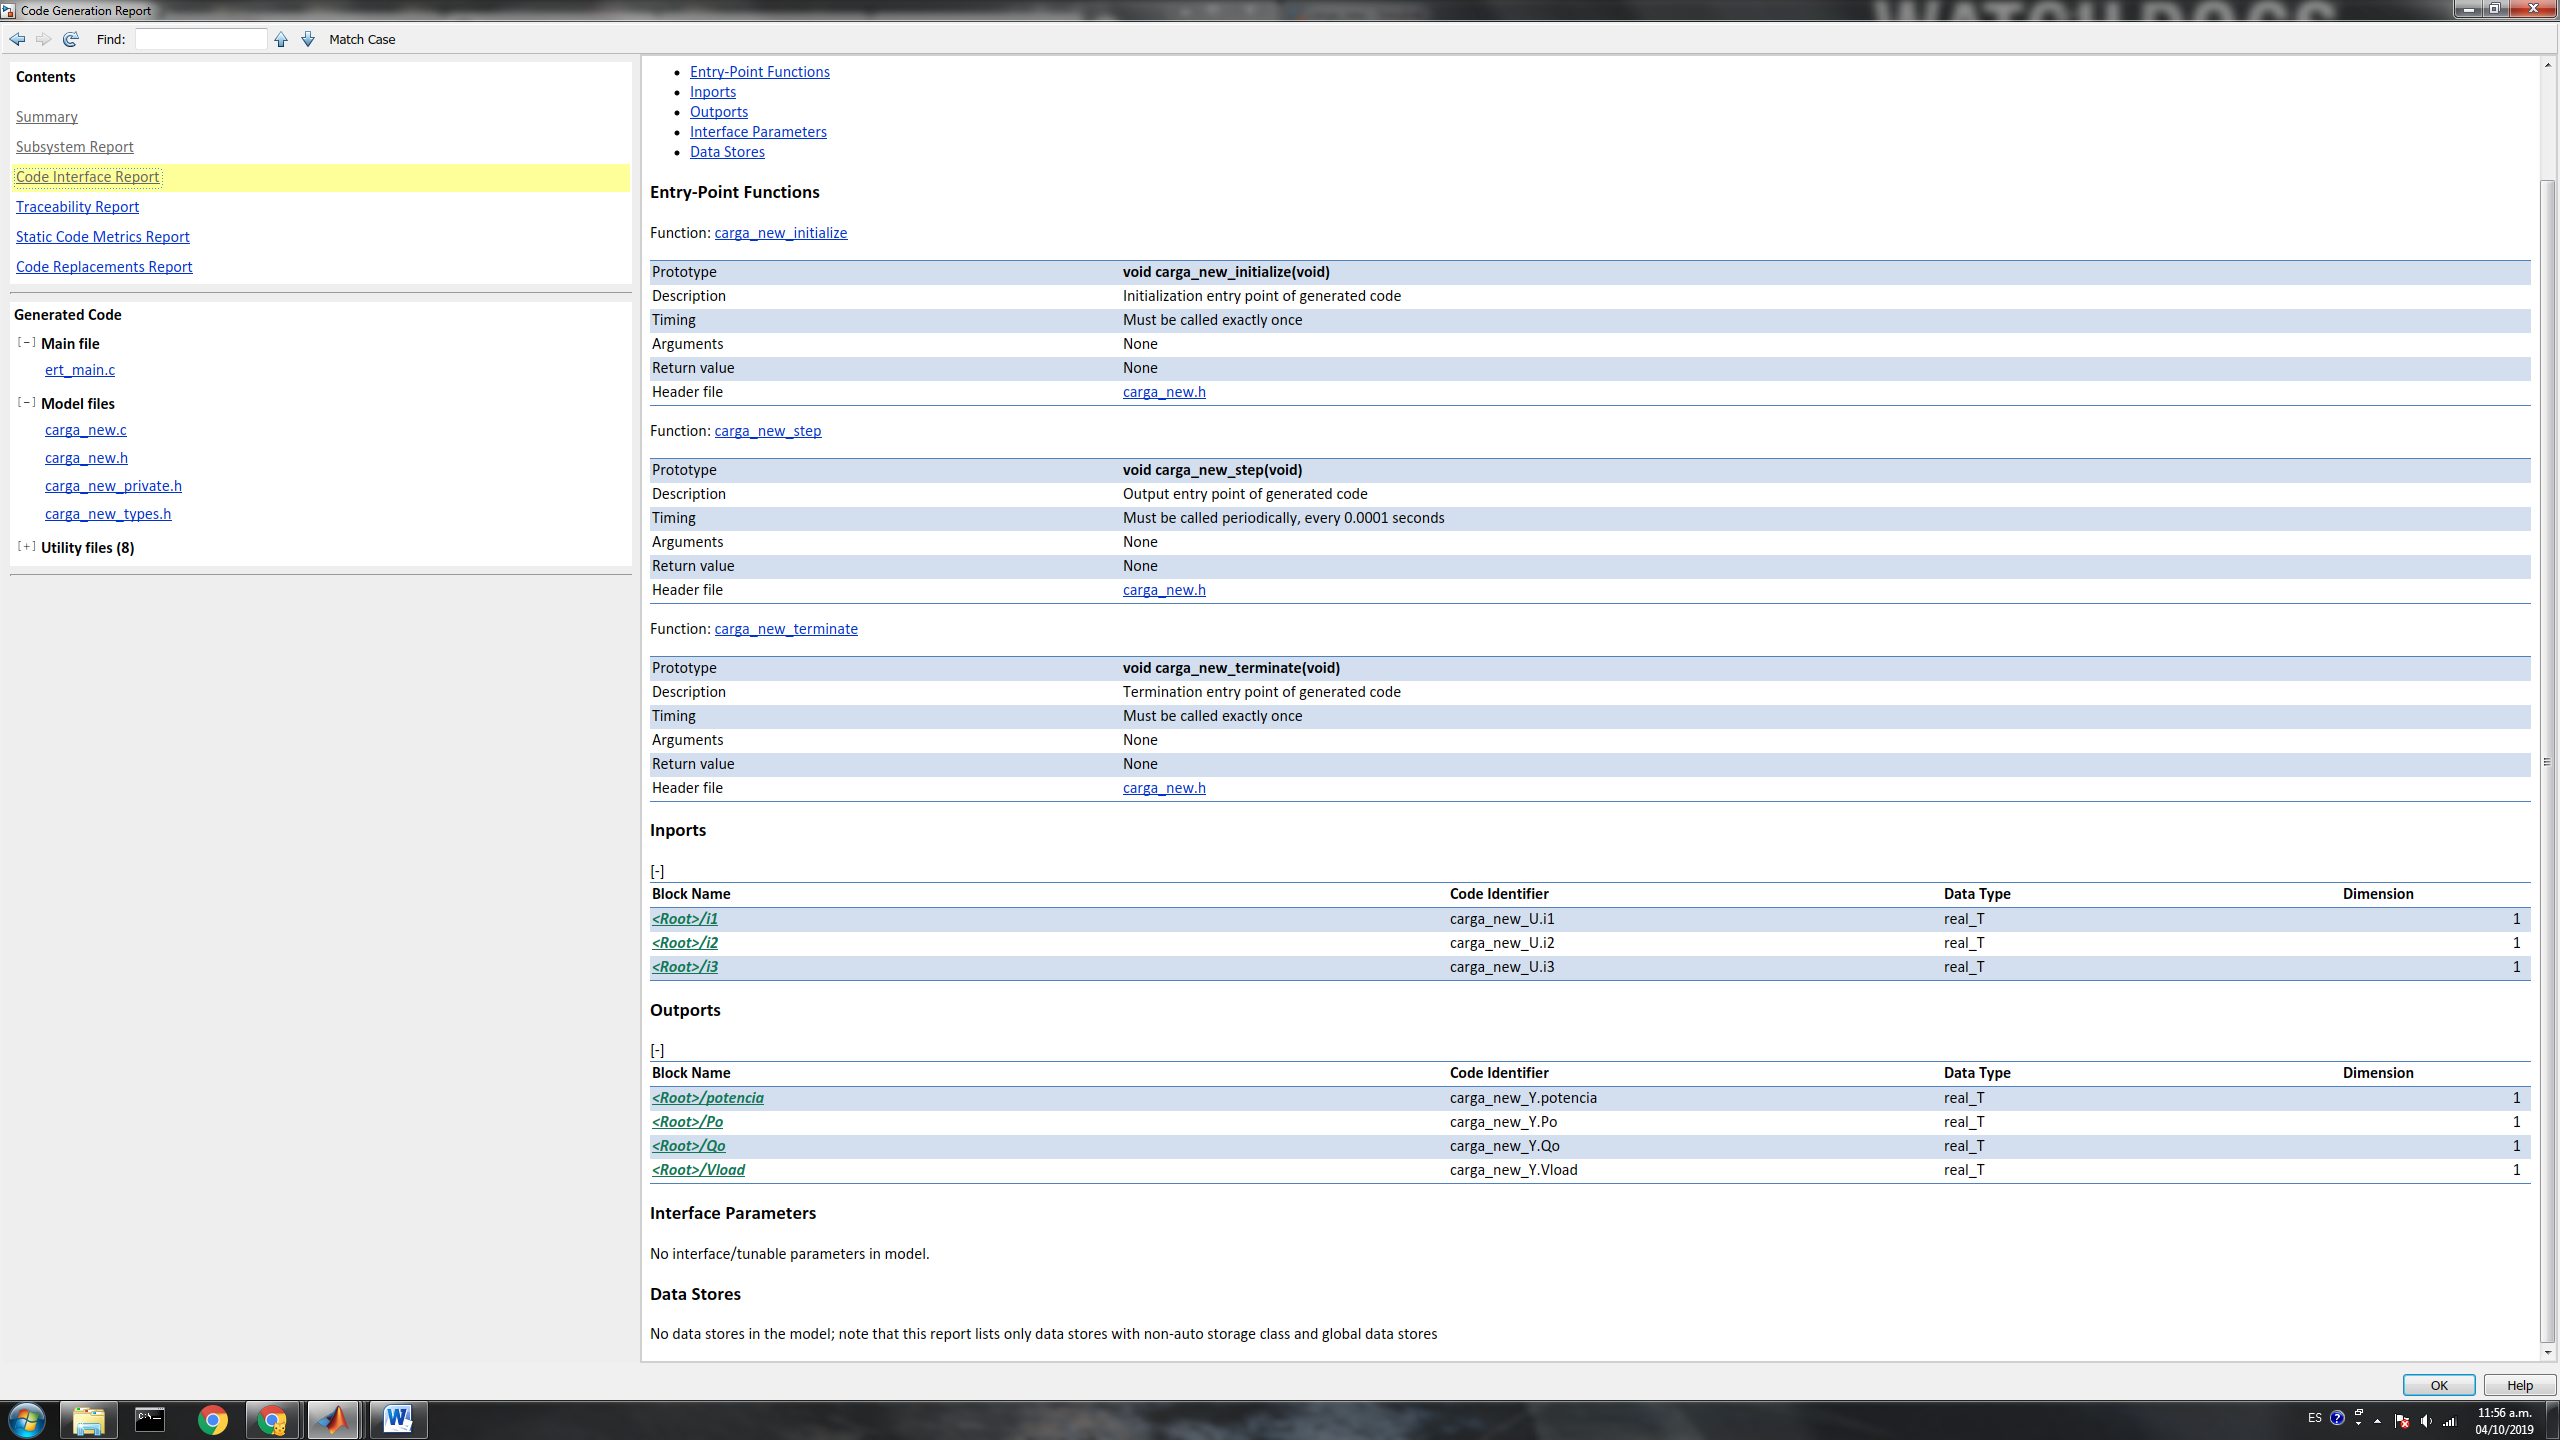 Code Generation Report
WATCH DOGS
Find:
Match Case
Contents
Summary
Subsystem Report
Code Interface Report
Traceability Report
Static Code Metrics Report
Code Replacements Report
Generated Code
[−] Main file
ert_main.c
[−] Model files
carga_new.c
carga_new.h
carga_new_private.h
carga_new_types.h
[+] Utility files (8)
• Entry-Point Functions
• Inports
• Outports
• Interface Parameters
• Data Stores
Entry-Point Functions
Function: carga_new_initialize
Prototype void carga_new_initialize(void)
Description Initialization entry point of generated code
Timing Must be called exactly once
Arguments None
Return value None
Header file carga_new.h
Function: carga_new_step
Prototype void carga_new_step(void)
Description Output entry point of generated code
Timing Must be called periodically, every 0.0001 seconds
Arguments None
Return value None
Header file carga_new.h
Function: carga_new_terminate
Prototype void carga_new_terminate(void)
Description Termination entry point of generated code
Timing Must be called exactly once
Arguments None
Return value None
Header file carga_new.h
Inports
[-]
Block Name Code Identifier Data Type Dimension
<Root>/i1 carga_new_U.i1 real_T 1
<Root>/i2 carga_new_U.i2 real_T 1
<Root>/i3 carga_new_U.i3 real_T 1
Outports
[-]
Block Name Code Identifier Data Type Dimension
<Root>/potencia carga_new_Y.potencia real_T 1
<Root>/Po carga_new_Y.Po real_T 1
<Root>/Qo carga_new_Y.Qo real_T 1
<Root>/Vload carga_new_Y.Vload real_T 1
Interface Parameters
No interface/tunable parameters in model.
Data Stores
No data stores in the model; note that this report lists only data stores with non-auto storage class and global data stores
OK
Help
ES
11:56 a.m.
04/10/2019